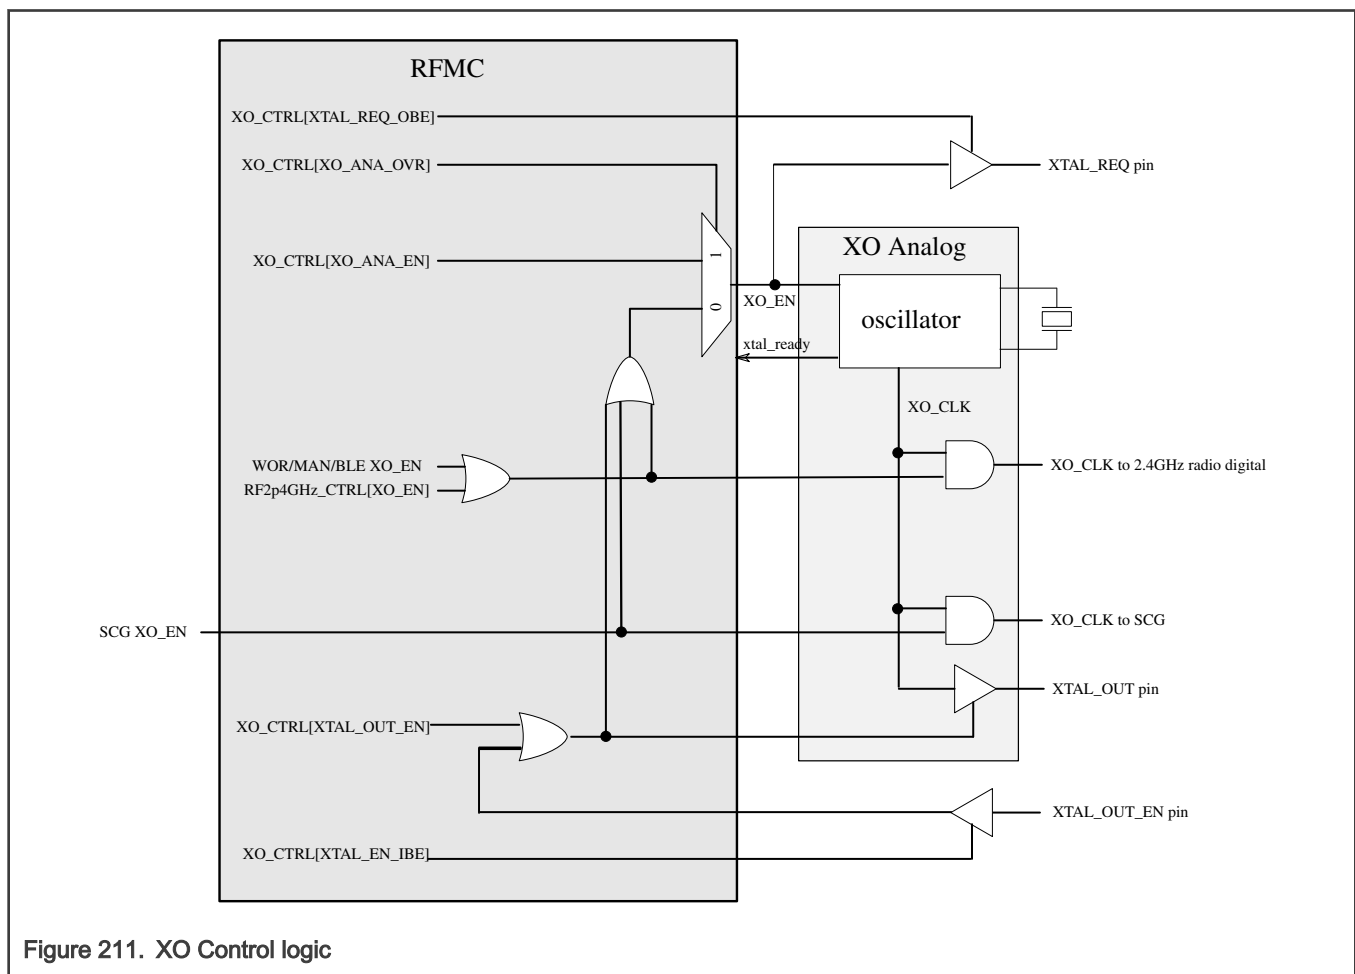 RFMC
XO_CTRL[XTAL_REQ_OBE]
XO_CTRL[XO_ANA_OVR]
XTAL_REQ pin
XO Analog
XO_CTRL[XO_ANA_EN]
1
0
XO_EN
oscillator
xtal_ready
XO_CLK
WOR/MAN/BLE XO_EN
XO_CLK to 2.4GHz radio digital
RF2p4GHz_CTRL[XO_EN]
SCG XO_EN
XO_CLK to SCG
XTAL_OUT pin
XO_CTRL[XTAL_OUT_EN]
XTAL_OUT_EN pin
XO_CTRL[XTAL_EN_IBE]
Figure 211. XO Control logic